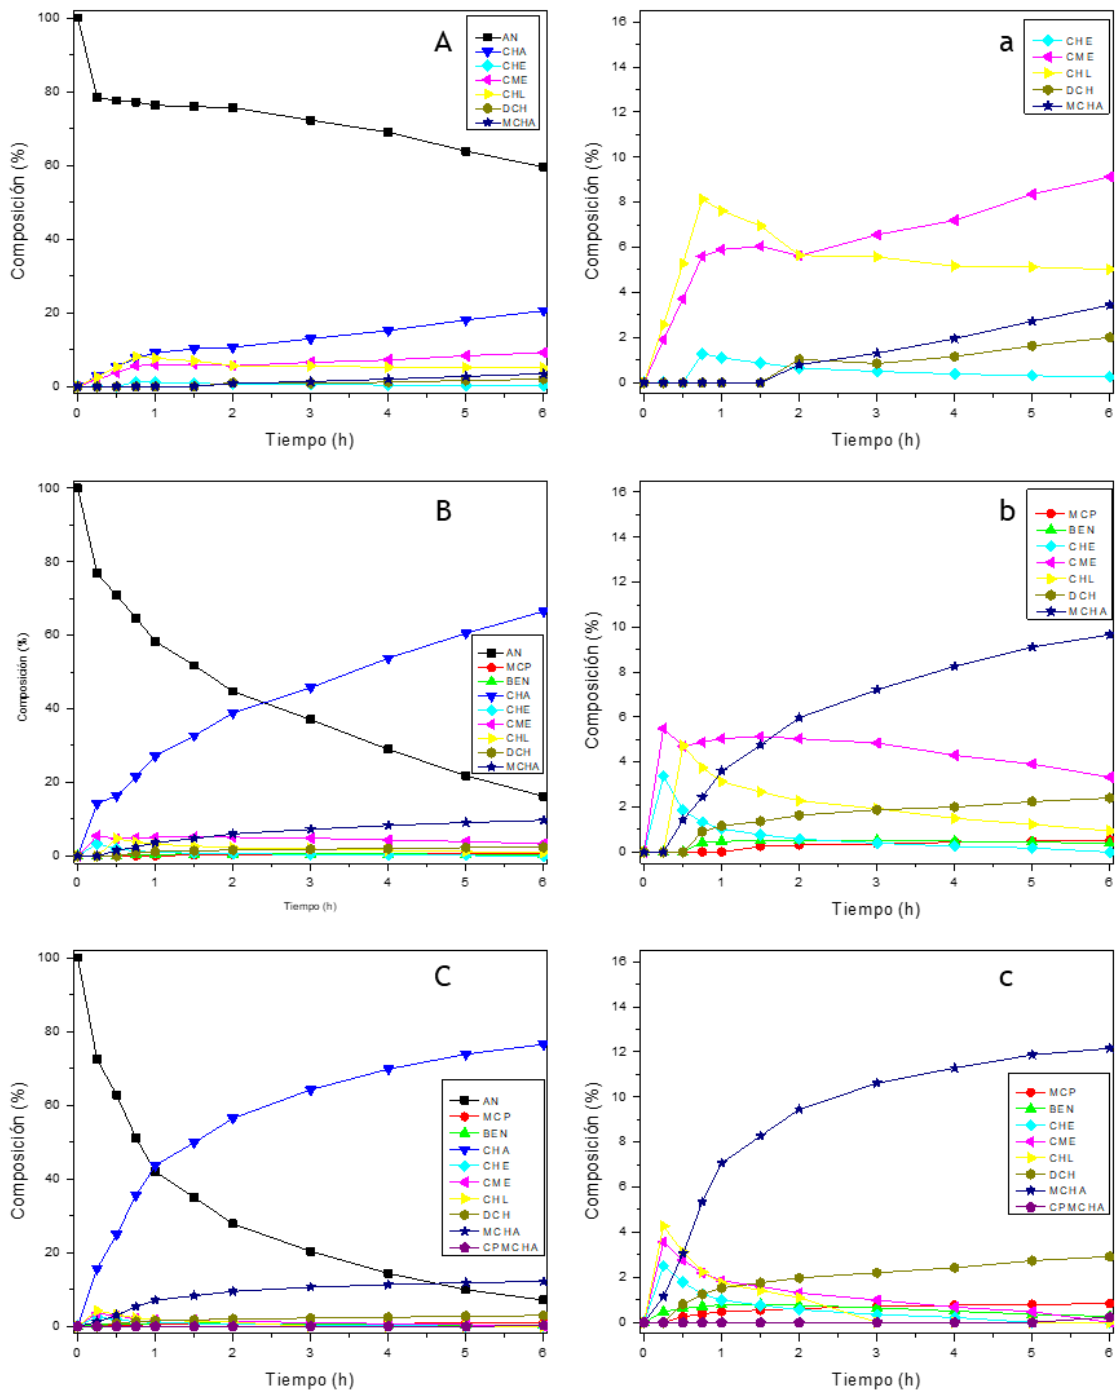 A
AN
CHA
CHE
CME
CHL
DCH
MCHA
Composición (%)
100
80
60
40
20
0
0 1 2 3 4 5 6
Tiempo (h)
a
CHE
CME
CHL
DCH
MCHA
Composición (%)
16
14
12
10
8
6
4
2
0
0 1 2 3 4 5 6
Tiempo (h)
B
AN
MCP
BEN
CHA
CHE
CME
CHL
DCH
MCHA
Composición (%)
100
80
60
40
20
0
0 1 2 3 4 5 6
Tiempo (h)
b
MCP
BEN
CHE
CME
CHL
DCH
MCHA
Composición (%)
16
14
12
10
8
6
4
2
0
0 1 2 3 4 5 6
Tiempo (h)
C
AN
MCP
BEN
CHA
CHE
CME
CHL
DCH
MCHA
CPMCHA
Composición (%)
100
80
60
40
20
0
0 1 2 3 4 5 6
Tiempo (h)
c
MCP
BEN
CHE
CME
CHL
DCH
MCHA
CPMCHA
Composición (%)
16
14
12
10
8
6
4
2
0
0 1 2 3 4 5 6
Tiempo (h)